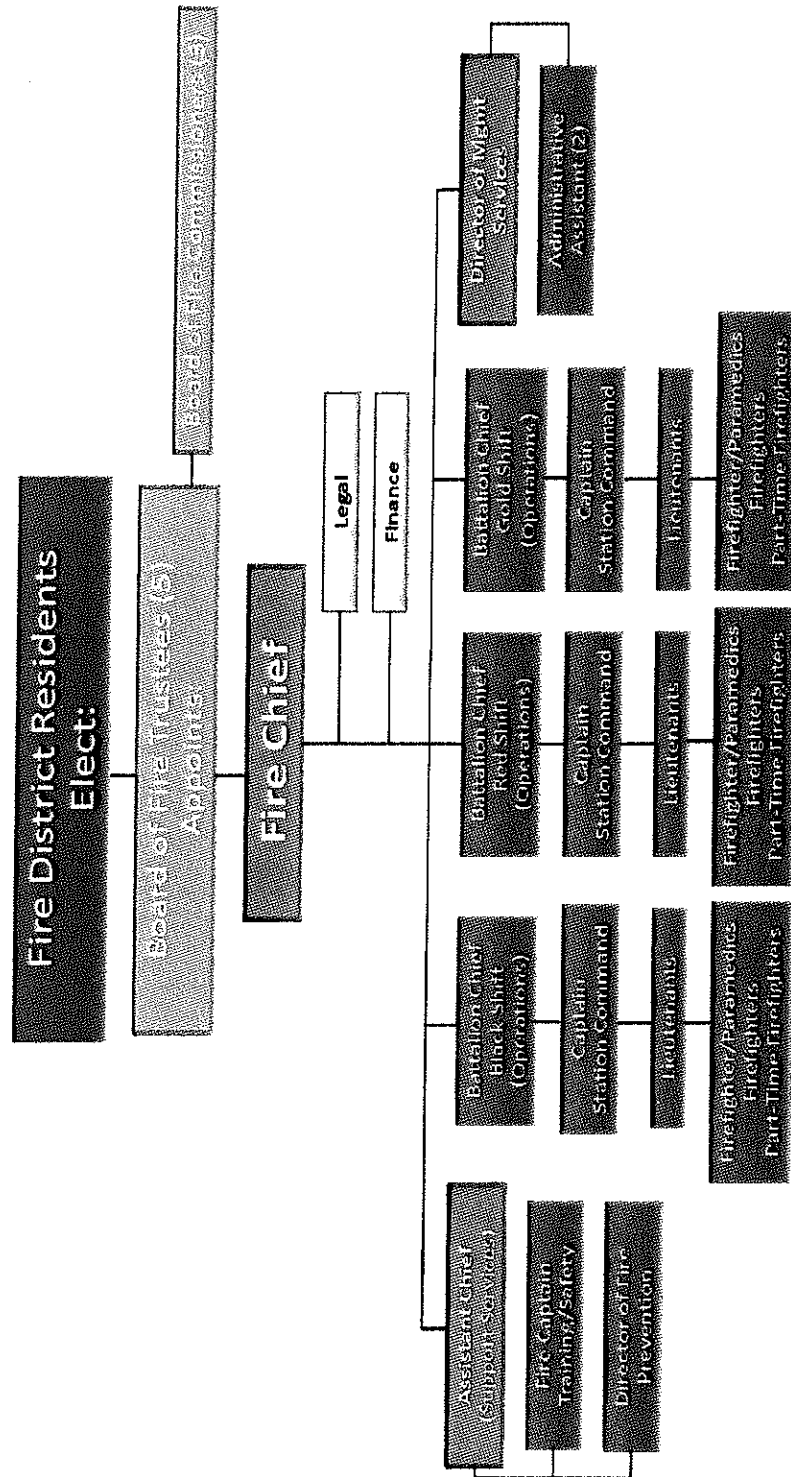 Fire District Residents
Elect:
Board of Fire Trustees (5)
Appoints:
Board of Fire Commissioners (5)
Fire Chief
Legal
Finance
Assistant Chief
(Support Services)
Fire Captain
Training/Safety
Director of Fire
Prevention
Battalion Chief
Black Shift
(Operations)
Captain
Station Command
Lieutenants
Firefighter/Paramedics
Firefighters
Part-Time Firefighters
Battalion Chief
Red Shift
(Operations)
Captain
Station Command
Lieutenants
Firefighter/Paramedics
Firefighters
Part-Time Firefighters
Battalion Chief
Gold Shift
(Operations)
Captain
Station Command
Lieutenants
Firefighter/Paramedics
Firefighters
Part-Time Firefighters
Director of Mgmt
Services
Administrative
Assistant (2)